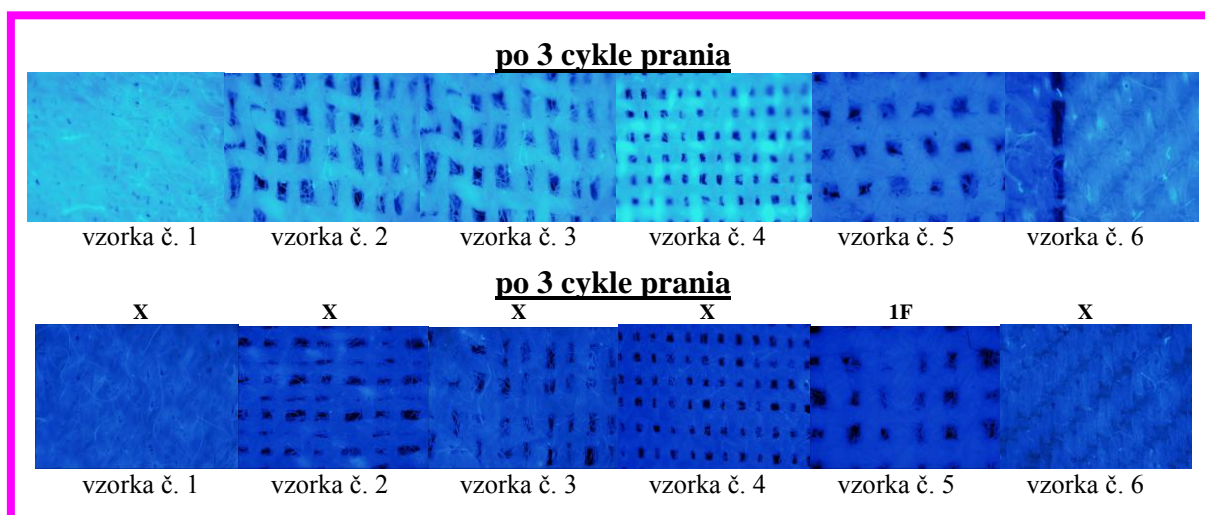 po 3 cykle prania
vzorka č. 1 vzorka č. 2 vzorka č. 3 vzorka č. 4 vzorka č. 5 vzorka č. 6
po 3 cykle prania
X X X X 1F X
vzorka č. 1 vzorka č. 2 vzorka č. 3 vzorka č. 4 vzorka č. 5 vzorka č. 6